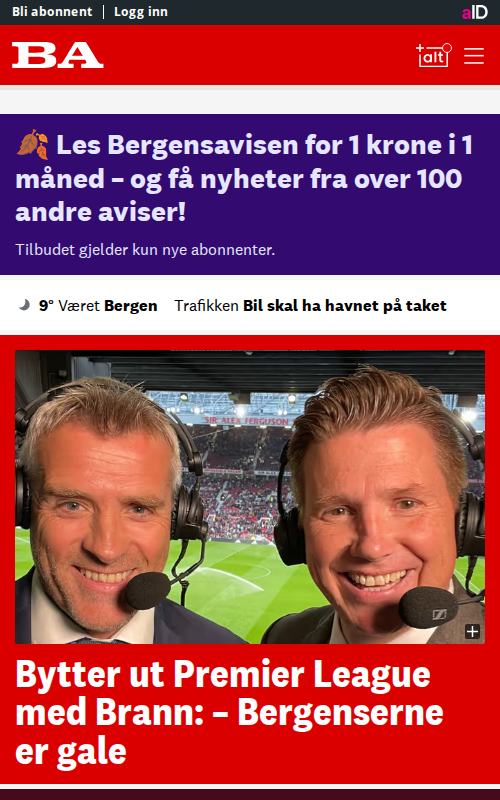 Bli abonnent | Logg inn
aID
BA
+alt
Les Bergensavisen for 1 krone i 1
måned – og få nyheter fra over 100
andre aviser!
Tilbudet gjelder kun nye abonnenter.
9° Været Bergen Trafikken Bil skal ha havnet på taket
SIR ALEX FERGUSON
Bytter ut Premier League
med Brann: – Bergenserne
er gale